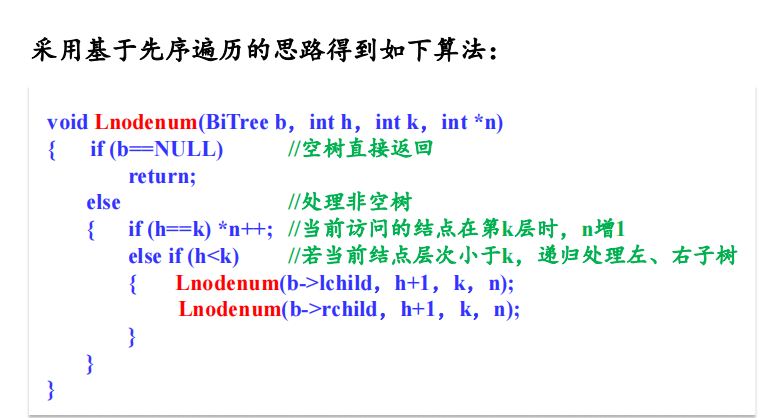 采用基于先序遍历的思路得到如下算法：
void Lnodenum(BiTree b，int h，int k，int *n)
{ if (b==NULL) //空树直接返回
return;
else //处理非空树
{ if (h==k) *n++; //当前访问的结点在第k层时，n增1
else if (h<k) //若当前结点层次小于k，递归处理左、右子树
{ Lnodenum(b->lchild，h+1，k，n);
Lnodenum(b->rchild，h+1，k，n);
}
}
}